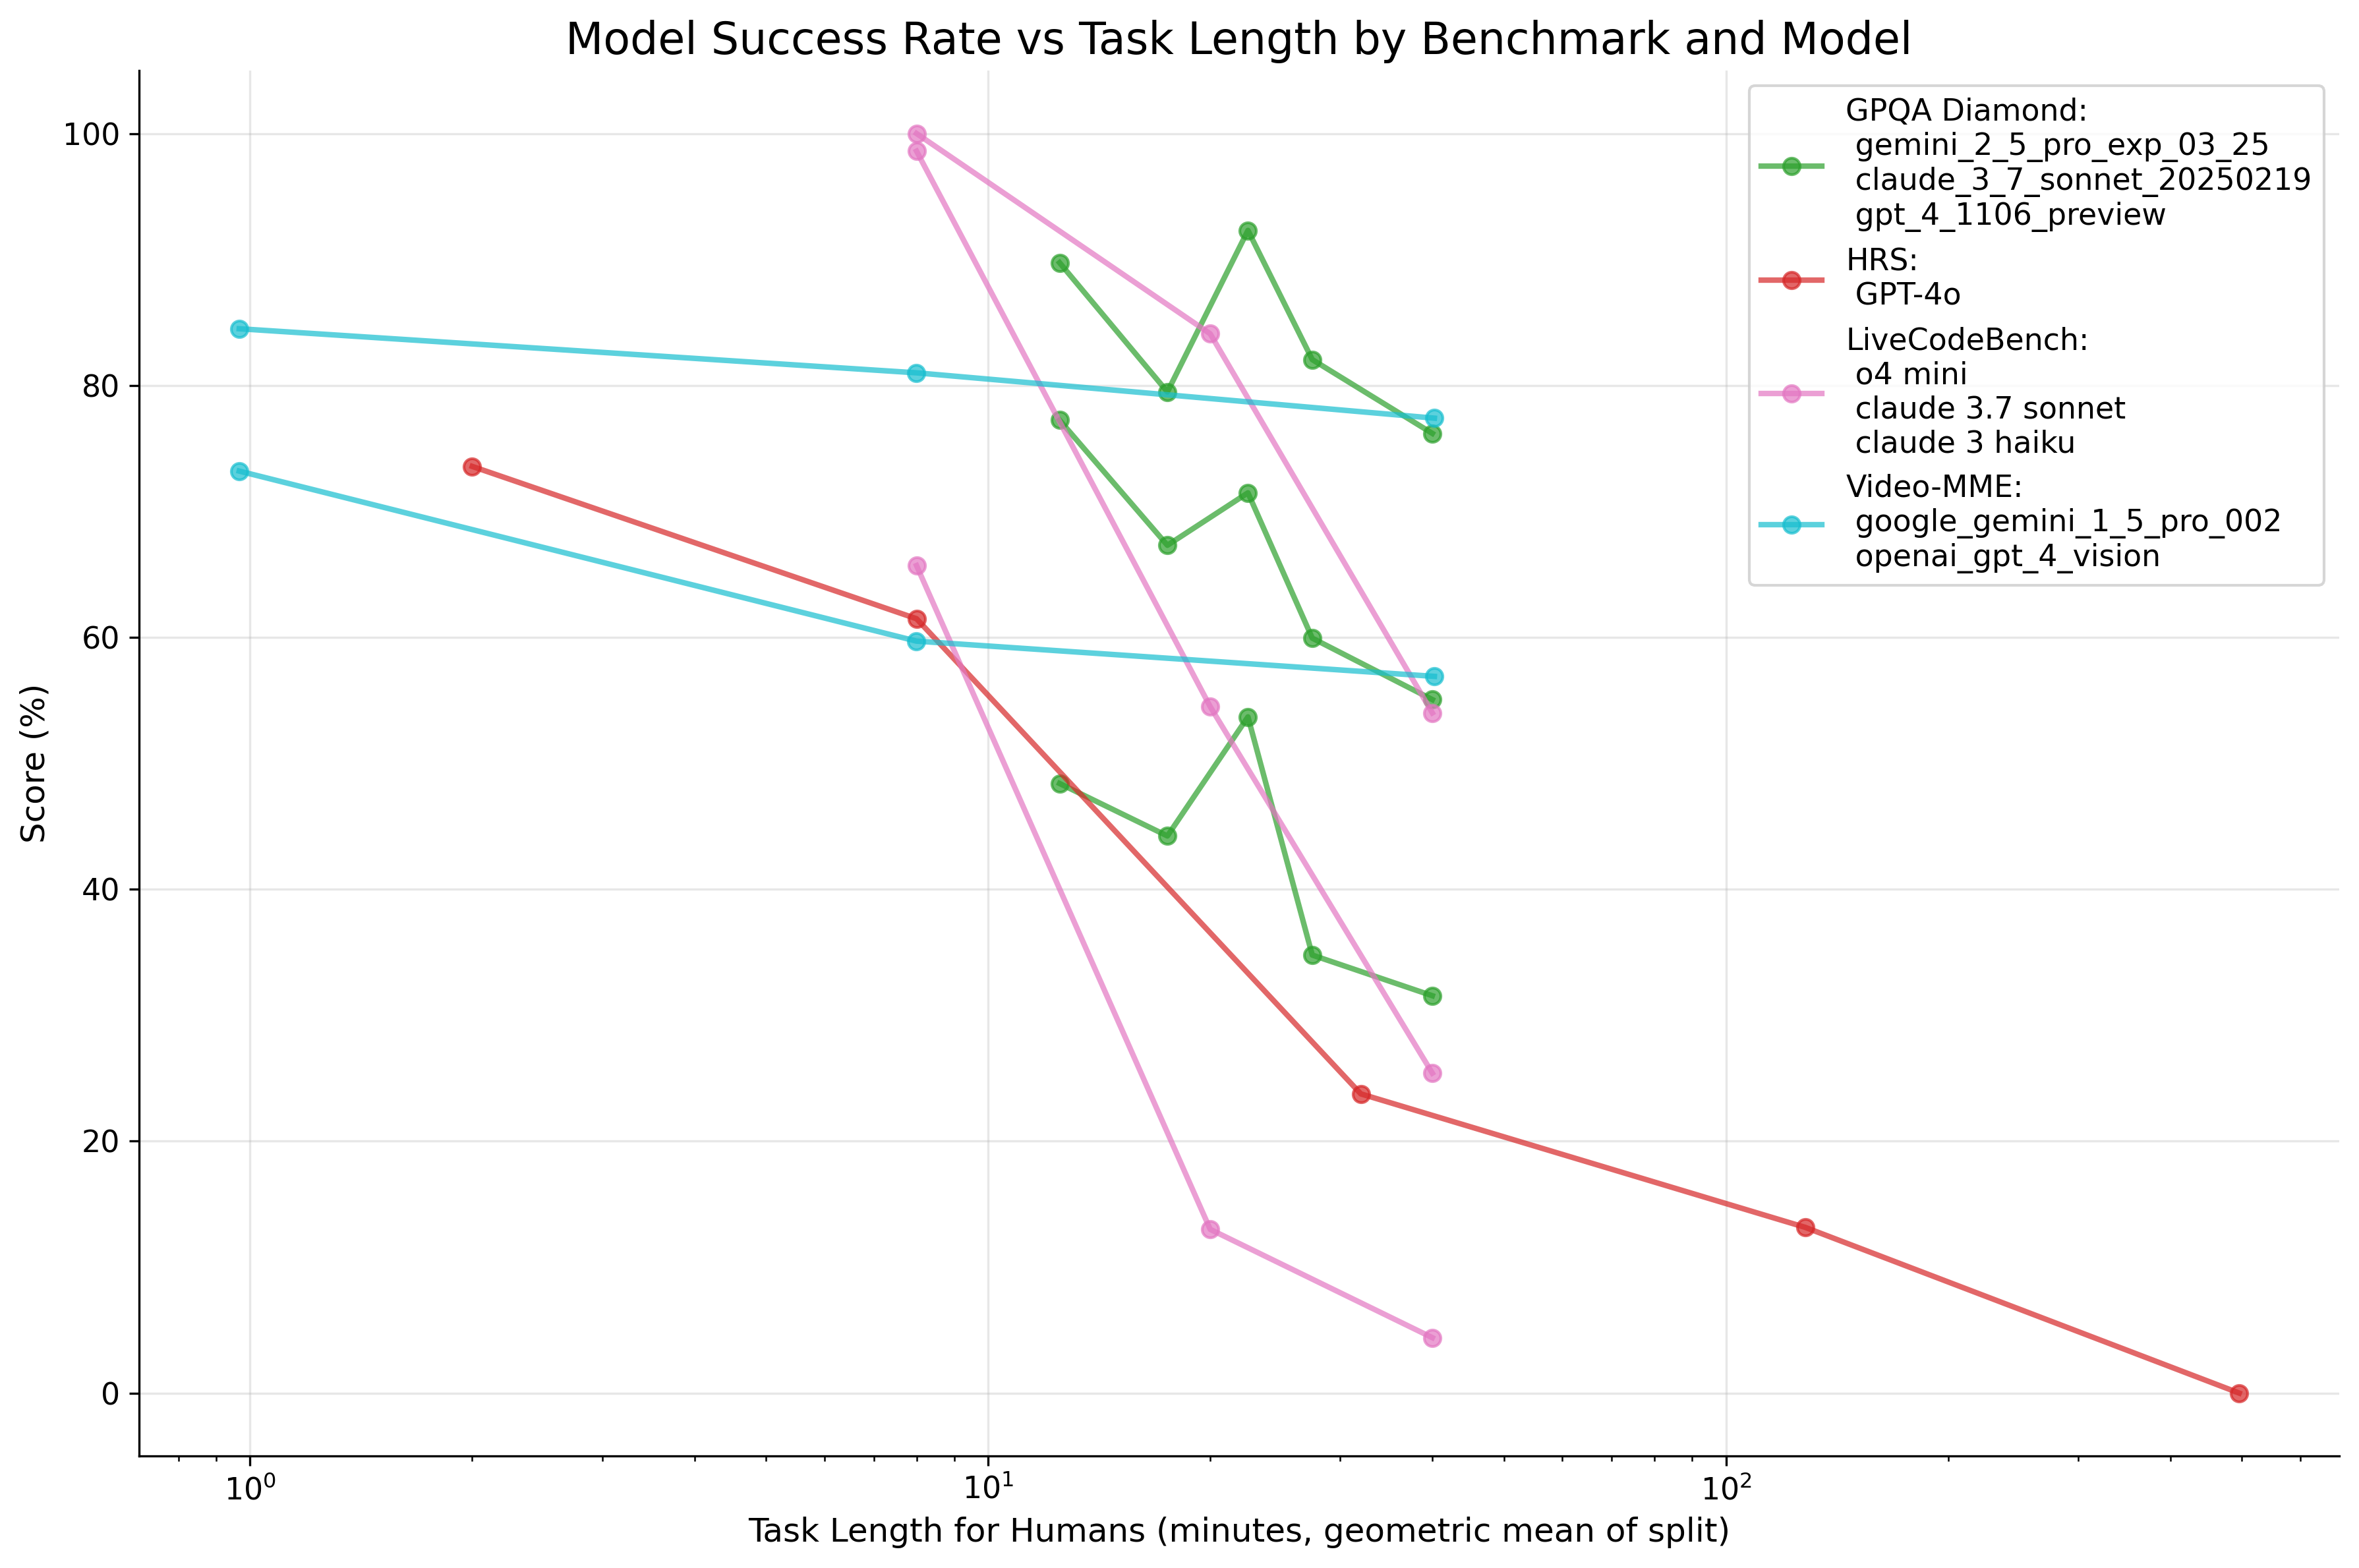 Model Success Rate vs Task Length by Benchmark and Model
GPQA Diamond:
gemini_2_5_pro_exp_03_25
claude_3_7_sonnet_20250219
gpt_4_1106_preview
HRS:
GPT-4o
LiveCodeBench:
o4 mini
claude 3.7 sonnet
claude 3 haiku
Video-MME:
google_gemini_1_5_pro_002
openai_gpt_4_vision
Score (%)
100
80
60
40
20
0
10⁰ 10¹ 10²
Task Length for Humans (minutes, geometric mean of split)